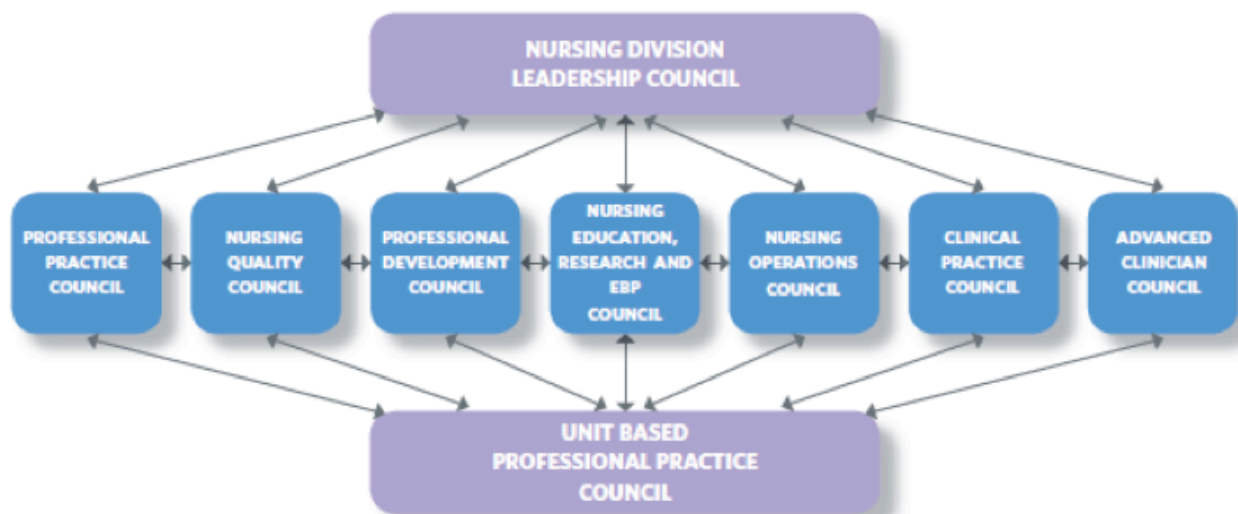 NURSING DIVISION
LEADERSHIP COUNCIL
PROFESSIONAL
PRACTICE
COUNCIL
NURSING
QUALITY
COUNCIL
PROFESSIONAL
DEVELOPMENT
COUNCIL
NURSING
EDUCATION,
RESEARCH AND
EBP
COUNCIL
NURSING
OPERATIONS
COUNCIL
CLINICAL
PRACTICE
COUNCIL
ADVANCED
CLINICIAN
COUNCIL
UNIT BASED
PROFESSIONAL PRACTICE
COUNCIL